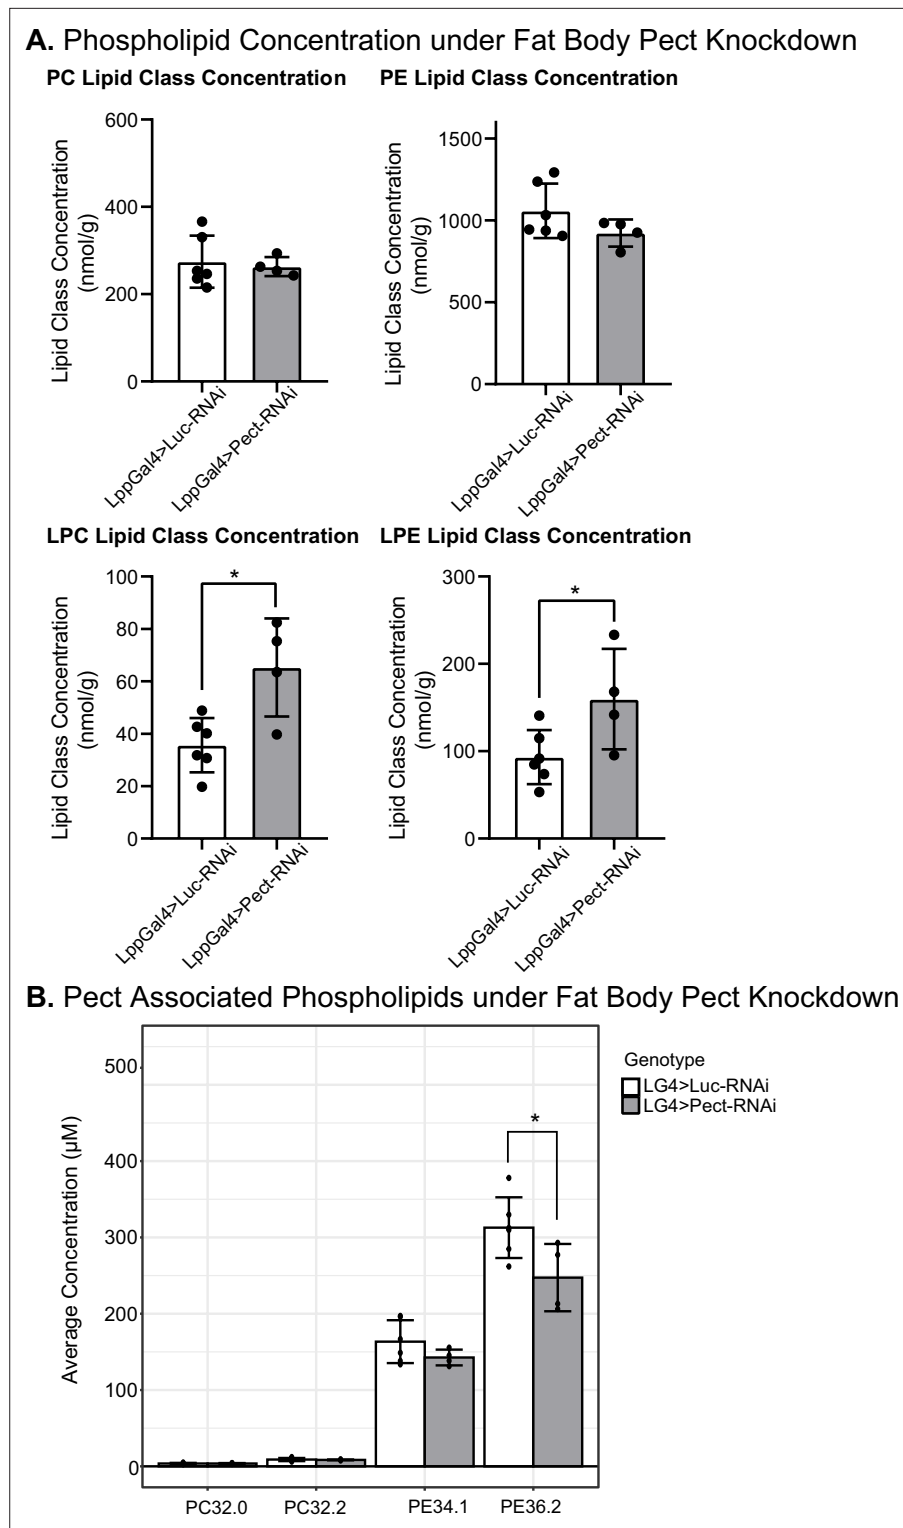 A. Phospholipid Concentration under Fat Body Pect Knockdown
PC Lipid Class Concentration
Lipid Class Concentration
(nmol/g)
600
400
200
0
LppGal4>Luc-RNAi
LppGal4>Pect-RNAi
PE Lipid Class Concentration
Lipid Class Concentration
(nmol/g)
1500
1000
500
0
LppGal4>Luc-RNAi
LppGal4>Pect-RNAi
LPC Lipid Class Concentration
Lipid Class Concentration
(nmol/g)
100
80
60
40
20
0
*
LppGal4>Luc-RNAi
LppGal4>Pect-RNAi
LPE Lipid Class Concentration
Lipid Class Concentration
(nmol/g)
300
200
100
0
*
LppGal4>Luc-RNAi
LppGal4>Pect-RNAi
B. Pect Associated Phospholipids under Fat Body Pect Knockdown
Average Concentration (µM)
500
400
300
200
100
0
*
PC32.0
PC32.2
PE34.1
PE36.2
Genotype
LG4>Luc-RNAi
LG4>Pect-RNAi